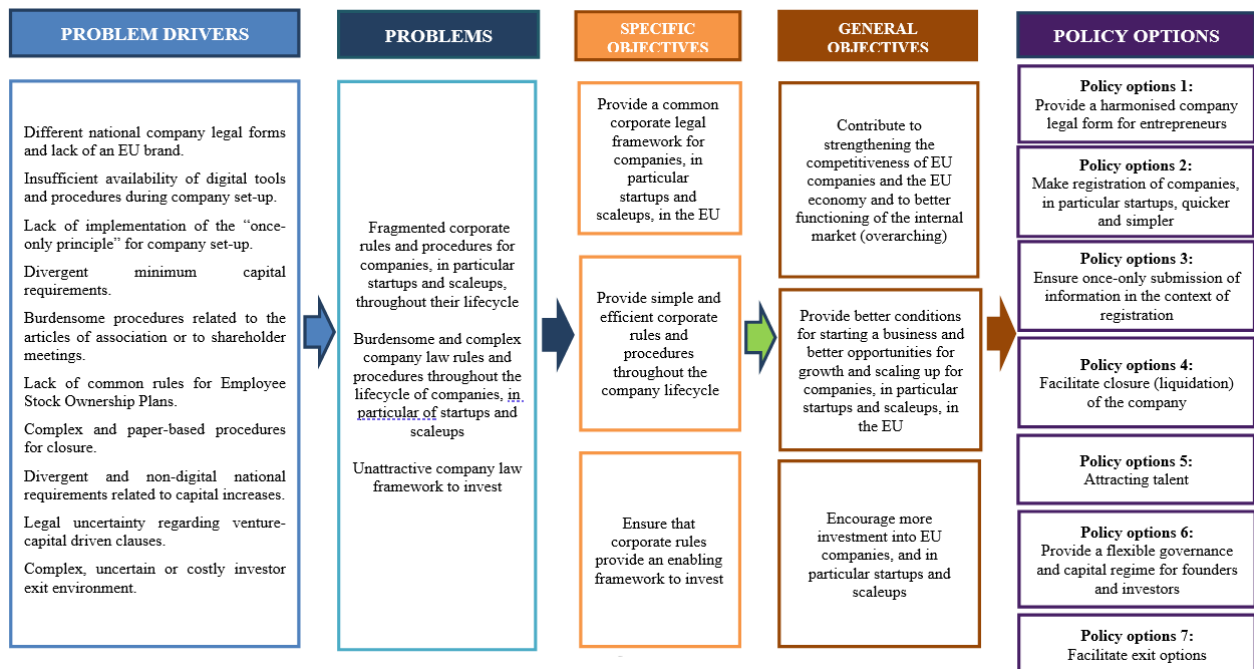 PROBLEM DRIVERS
Different national company legal forms
and lack of an EU brand.
Insufficient availability of digital tools
and procedures during company set-up.
Lack of implementation of the “once-
only principle” for company set-up.
Divergent minimum capital
requirements.
Burdensome procedures related to the
articles of association or to shareholder
meetings.
Lack of common rules for Employee
Stock Ownership Plans.
Complex and paper-based procedures
for closure.
Divergent and non-digital national
requirements related to capital increases.
Legal uncertainty regarding venture-
capital driven clauses.
Complex, uncertain or costly investor
exit environment.
PROBLEMS
Fragmented corporate
rules and procedures for
companies, in particular
startups and scaleups,
throughout their lifecycle
Burdensome and complex
company law rules and
procedures throughout the
lifecycle of companies, in
particular of startups and
scaleups
Unattractive company law
framework to invest
SPECIFIC
OBJECTIVES
Provide a common
corporate legal
framework for
companies, in
particular
startups and
scaleups, in the EU
Provide simple and
efficient corporate
rules and
procedures
throughout the
company lifecycle
Ensure that
corporate rules
provide an enabling
framework to invest
GENERAL
OBJECTIVES
Contribute to
strengthening the
competitiveness of EU
companies and the EU
economy and to better
functioning of the internal
market (overarching)
Provide better conditions
for starting a business and
better opportunities for
growth and scaling up for
companies, in particular
startups and scaleups, in
the EU
Encourage more
investment into EU
companies, and in
particular startups and
scaleups
POLICY OPTIONS
Policy options 1:
Provide a harmonised company
legal form for entrepreneurs
Policy options 2:
Make registration of companies,
in particular startups, quicker
and simpler
Policy options 3:
Ensure once-only submission of
information in the context of
registration
Policy options 4:
Facilitate closure (liquidation)
of the company
Policy options 5:
Attracting talent
Policy options 6:
Provide a flexible governance
and capital regime for founders
and investors
Policy options 7:
Facilitate exit options